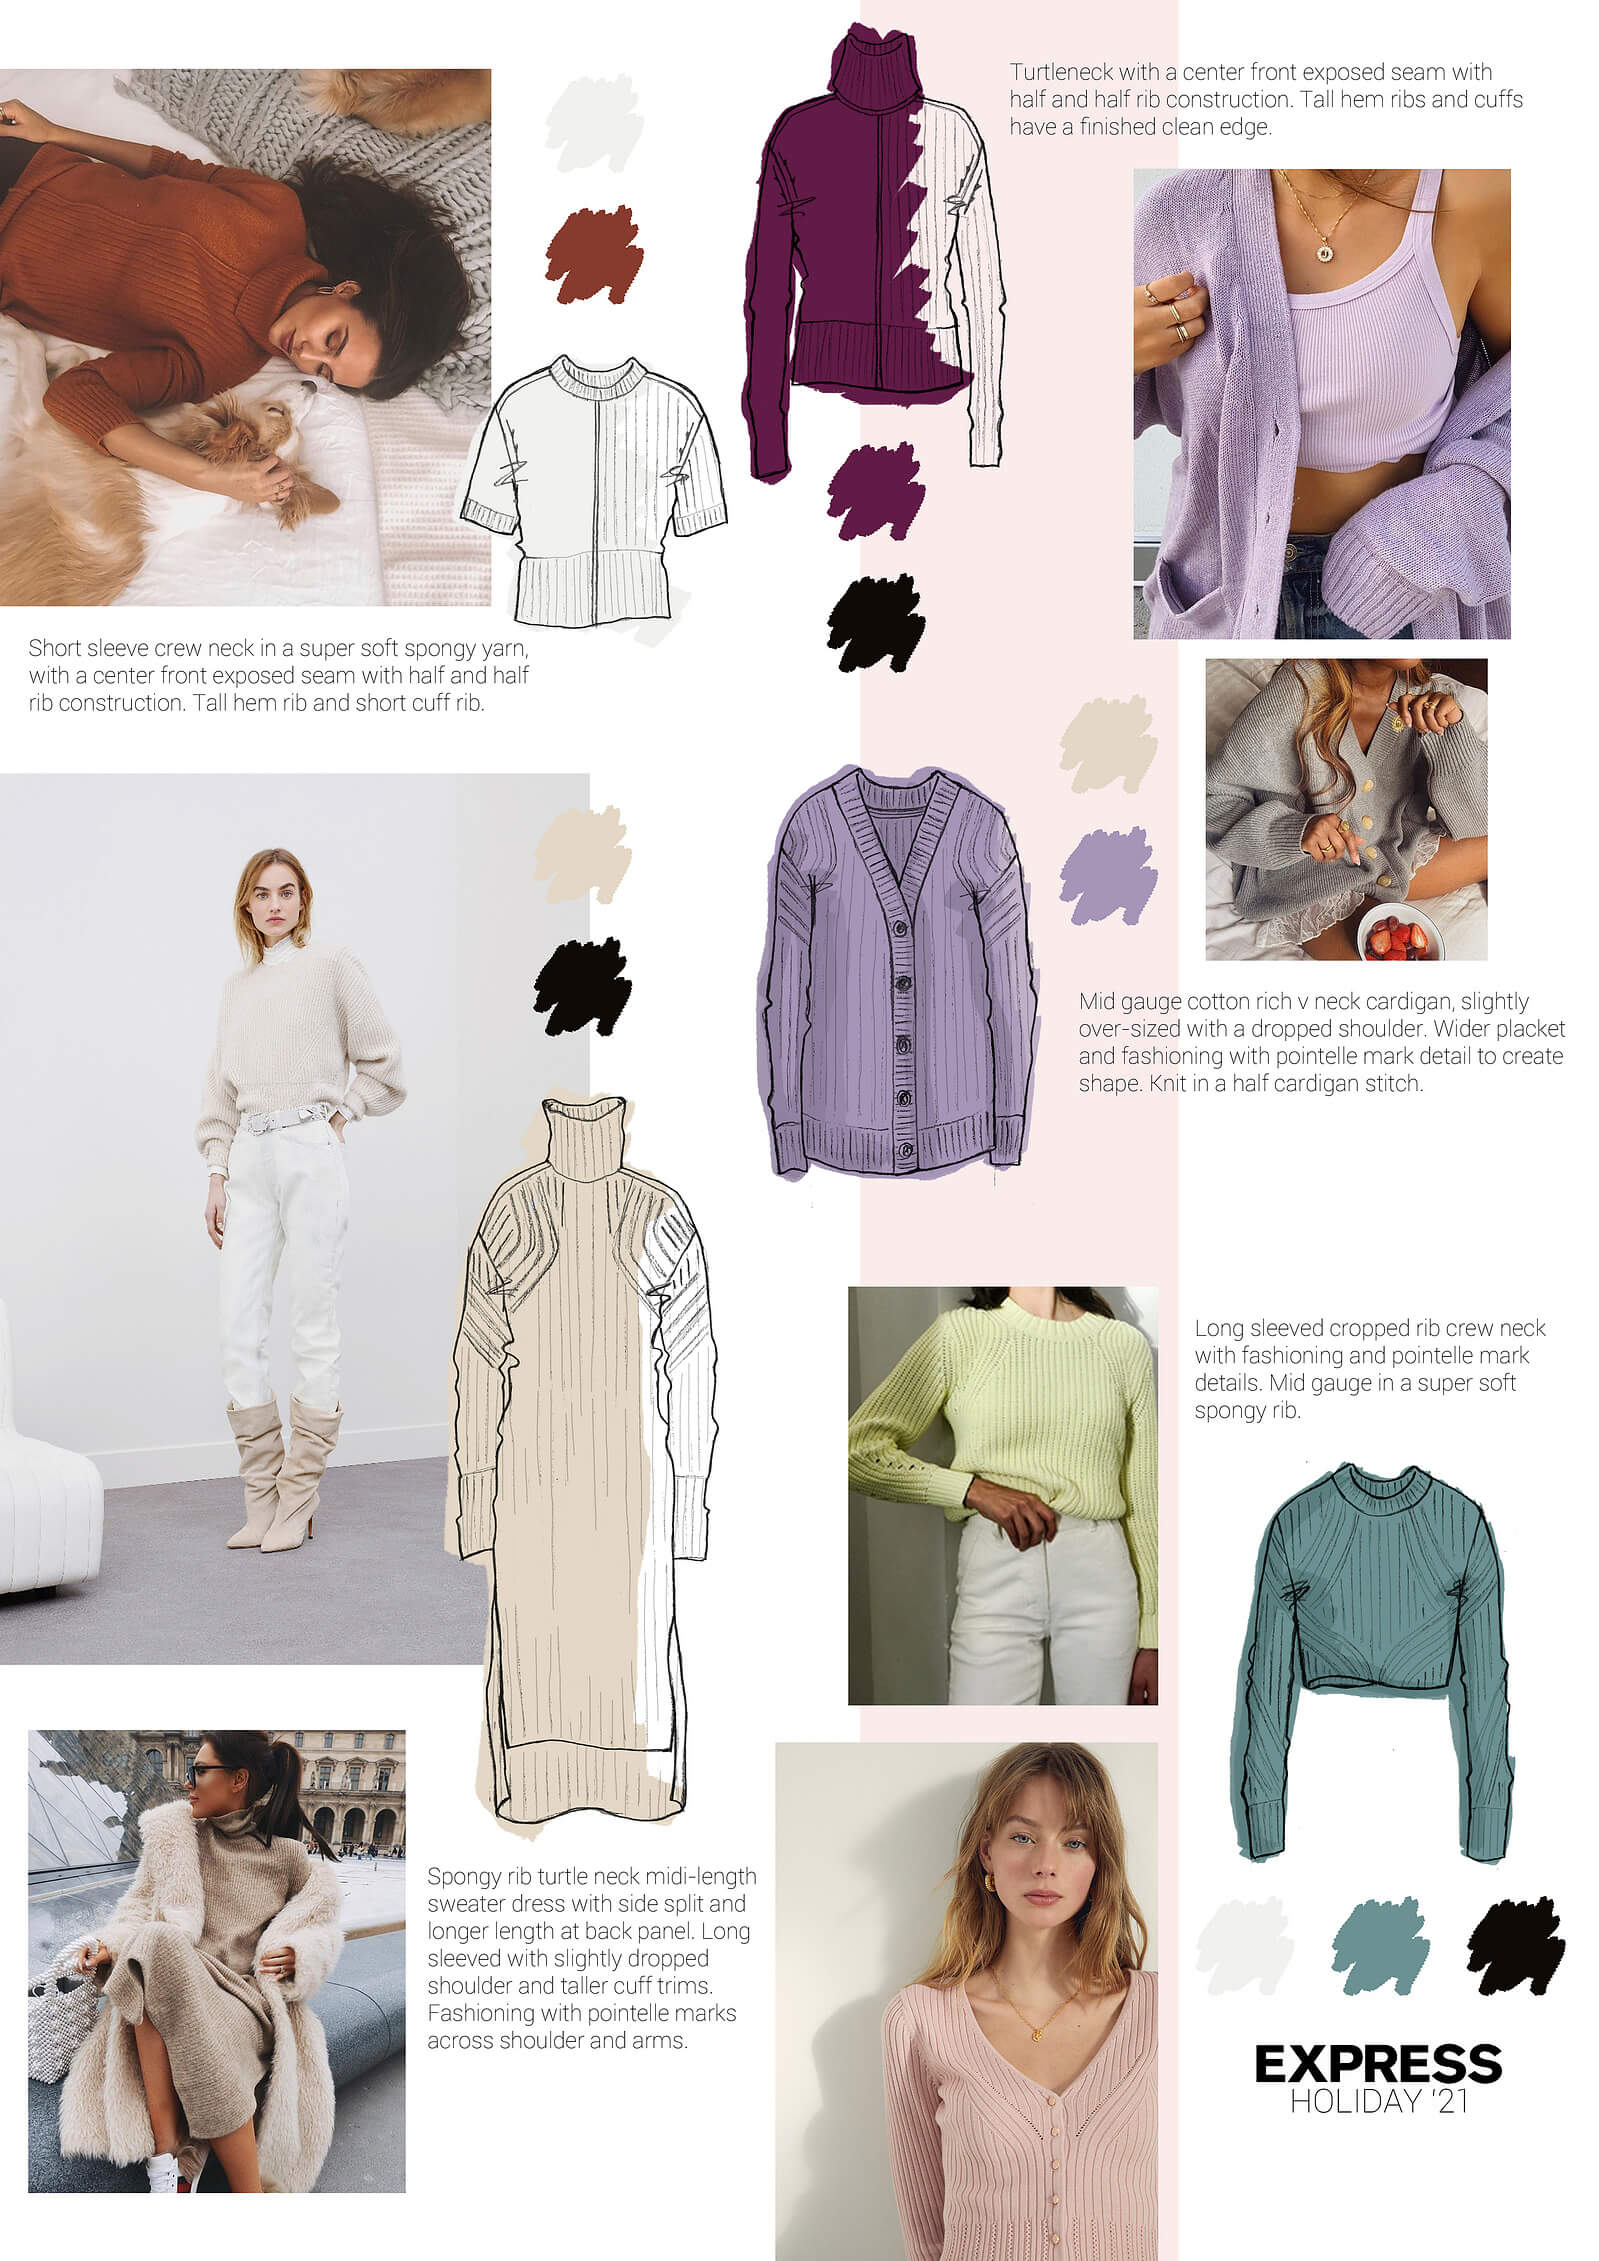 Turtleneck with a center front exposed seam with
half and half rib construction. Tall hem ribs and cuffs
have a finished clean edge.
Short sleeve crew neck in a super soft spongy yarn,
with a center front exposed seam with half and half
rib construction. Tall hem rib and short cuff rib.
Mid gauge cotton rich v neck cardigan, slightly
over-sized with a dropped shoulder. Wider placket
and fashioning with pointelle mark detail to create
shape. Knit in a half cardigan stitch.
Long sleeved cropped rib crew neck
with fashioning and pointelle mark
details. Mid gauge in a super soft
spongy rib.
Spongy rib turtle neck midi-length
sweater dress with side split and
longer length at back panel. Long
sleeved with slightly dropped
shoulder and taller cuff trims.
Fashioning with pointelle marks
across shoulder and arms.
EXPRESS
HOLIDAY '21